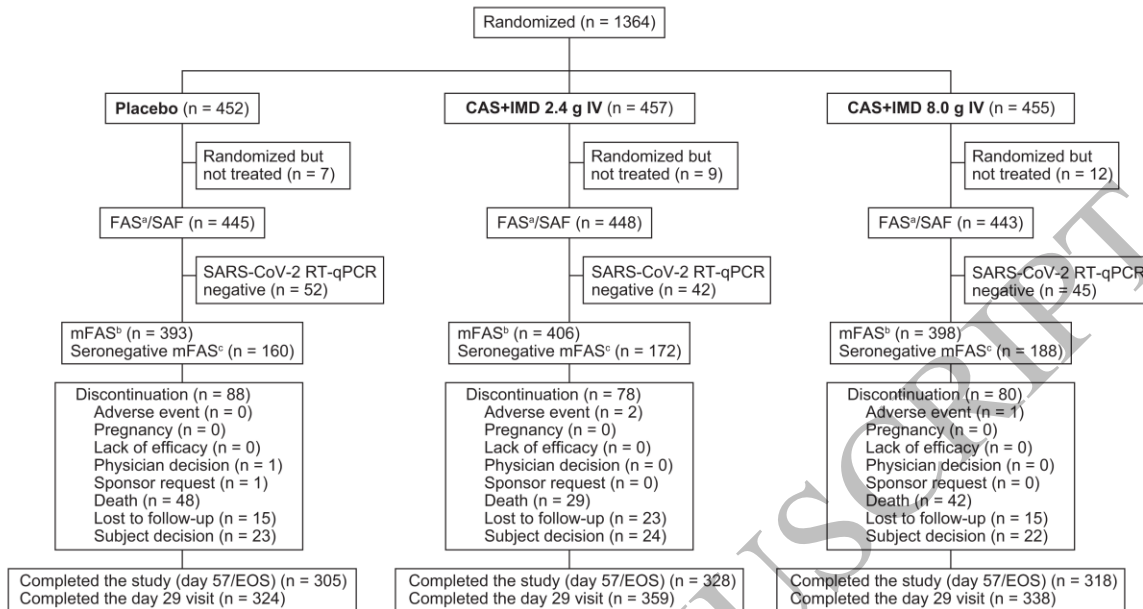 Randomized (n = 1364)
Placebo (n = 452)
CAS+IMD 2.4 g IV (n = 457)
CAS+IMD 8.0 g IV (n = 455)
Randomized but
not treated (n = 7)
Randomized but
not treated (n = 9)
Randomized but
not treated (n = 12)
FASᵃ/SAF (n = 445)
FASᵃ/SAF (n = 448)
FASᵃ/SAF (n = 443)
SARS-CoV-2 RT-qPCR
negative (n = 52)
SARS-CoV-2 RT-qPCR
negative (n = 42)
SARS-CoV-2 RT-qPCR
negative (n = 45)
mFASᵇ (n = 393)
Seronegative mFASᶜ (n = 160)
mFASᵇ (n = 406)
Seronegative mFASᶜ (n = 172)
mFASᵇ (n = 398)
Seronegative mFASᶜ (n = 188)
Discontinuation (n = 88)
Adverse event (n = 0)
Pregnancy (n = 0)
Lack of efficacy (n = 0)
Physician decision (n = 1)
Sponsor request (n = 1)
Death (n = 48)
Lost to follow-up (n = 15)
Subject decision (n = 23)
Discontinuation (n = 78)
Adverse event (n = 2)
Pregnancy (n = 0)
Lack of efficacy (n = 0)
Physician decision (n = 0)
Sponsor request (n = 0)
Death (n = 29)
Lost to follow-up (n = 23)
Subject decision (n = 24)
Discontinuation (n = 80)
Adverse event (n = 1)
Pregnancy (n = 0)
Lack of efficacy (n = 0)
Physician decision (n = 0)
Sponsor request (n = 0)
Death (n = 42)
Lost to follow-up (n = 15)
Subject decision (n = 22)
Completed the study (day 57/EOS) (n = 305)
Completed the day 29 visit (n = 324)
Completed the study (day 57/EOS) (n = 328)
Completed the day 29 visit (n = 359)
Completed the study (day 57/EOS) (n = 318)
Completed the day 29 visit (n = 338)
USCRIPT